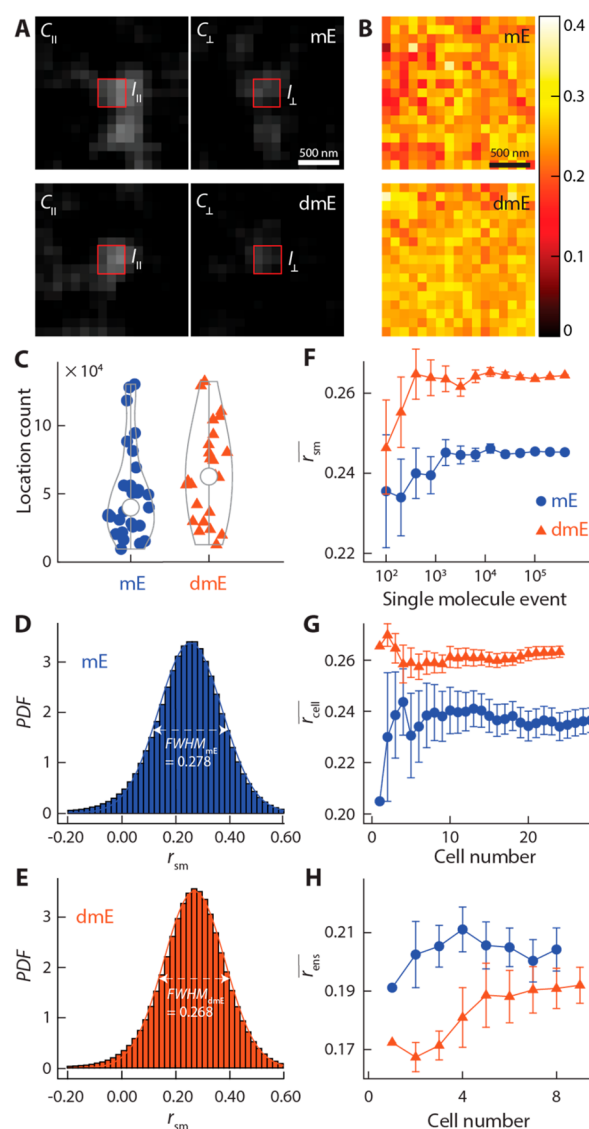 A
C∥
I∥
C⊥
mE
I⊥
500 nm
C∥
I∥
C⊥
dmE
I⊥
B
mE
500 nm
dmE
0.4
0.3
0.2
0.1
0
C
× 10⁴
Location count
10
5
0
mE
dmE
F
r̅sm
0.26
0.24
0.22
mE
dmE
10² 10³ 10⁴ 10⁵
Single molecule event
D
mE
PDF
3
2
1
0
FWHMmE
= 0.278
-0.20 0.00 0.20 0.40 0.60
rsm
G
r̅cell
0.26
0.24
0.22
0.20
0 10 20
Cell number
E
dmE
PDF
3
2
1
0
FWHMdmE
= 0.268
-0.20 0.00 0.20 0.40 0.60
rsm
H
r̅ens
0.21
0.19
0.17
0 4 8
Cell number